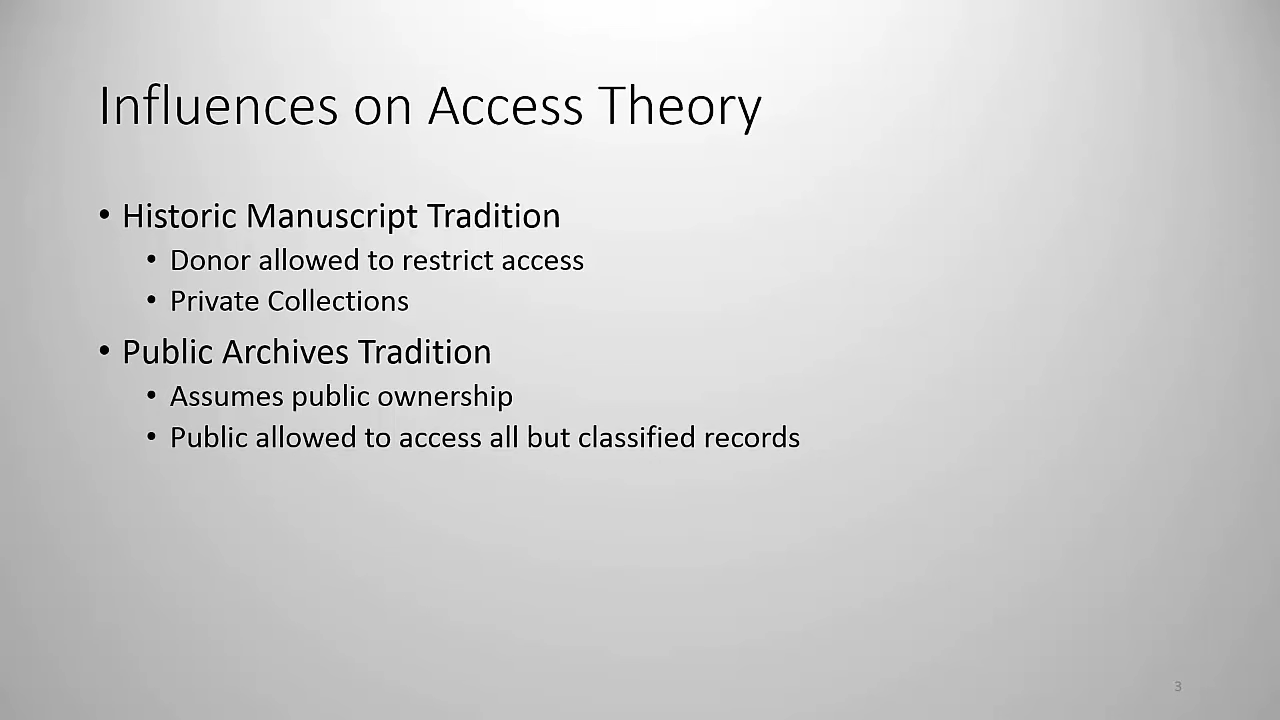 Influences on Access Theory
• Historic Manuscript Tradition
• Donor allowed to restrict access
• Private Collections
• Public Archives Tradition
• Assumes public ownership
• Public allowed to access all but classified records
3